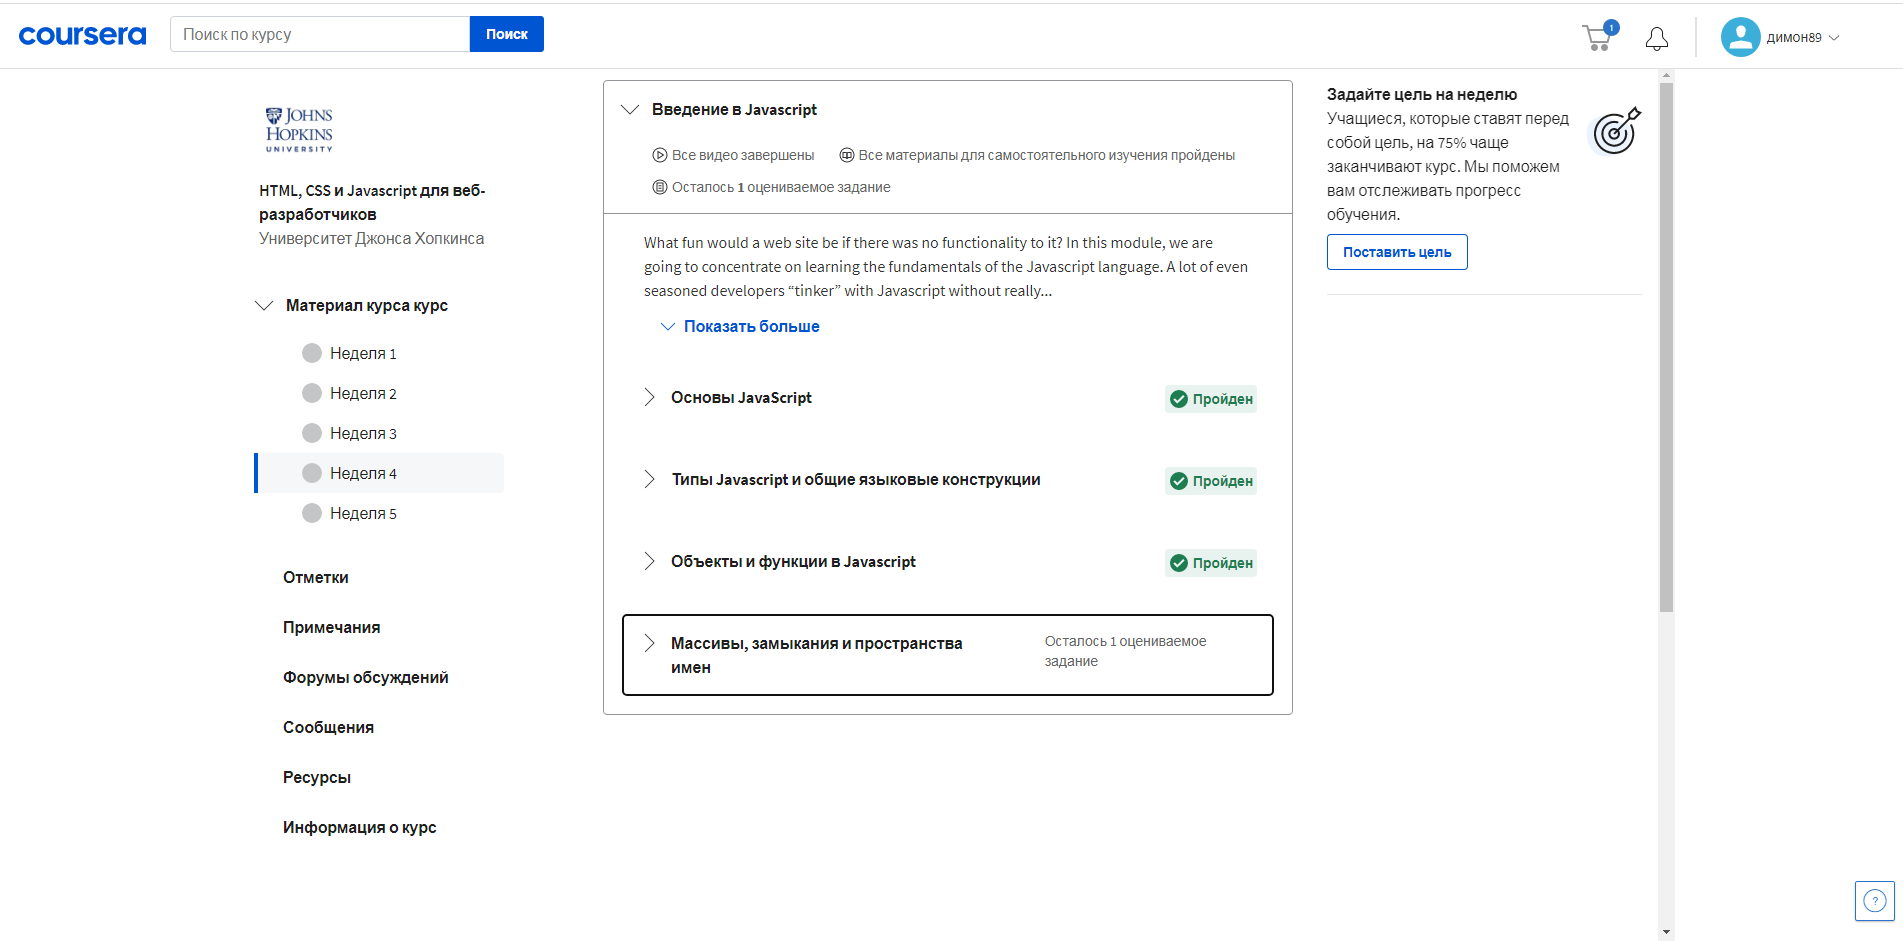 coursera
Поиск по курсу
Поиск
1
димон89
JOHNS
HOPKINS
UNIVERSITY
HTML, CSS и Javascript для веб-
разработчиков
Университет Джонса Хопкинса
Материал курса курс
Неделя 1
Неделя 2
Неделя 3
Неделя 4
Неделя 5
Отметки
Примечания
Форумы обсуждений
Сообщения
Ресурсы
Информация о курс
Введение в Javascript
Все видео завершены
Все материалы для самостоятельного изучения пройдены
Осталось 1 оцениваемое задание
What fun would a web site be if there was no functionality to it? In this module, we are
going to concentrate on learning the fundamentals of the Javascript language. A lot of even
seasoned developers “tinker” with Javascript without really...
Показать больше
Основы JavaScript
Пройден
Типы Javascript и общие языковые конструкции
Пройден
Объекты и функции в Javascript
Пройден
Массивы, замыкания и пространства
имен
Осталось 1 оцениваемое
задание
Задайте цель на неделю
Учащиеся, которые ставят перед
собой цель, на 75% чаще
заканчивают курс. Мы поможем
вам отслеживать прогресс
обучения.
Поставить цель
?